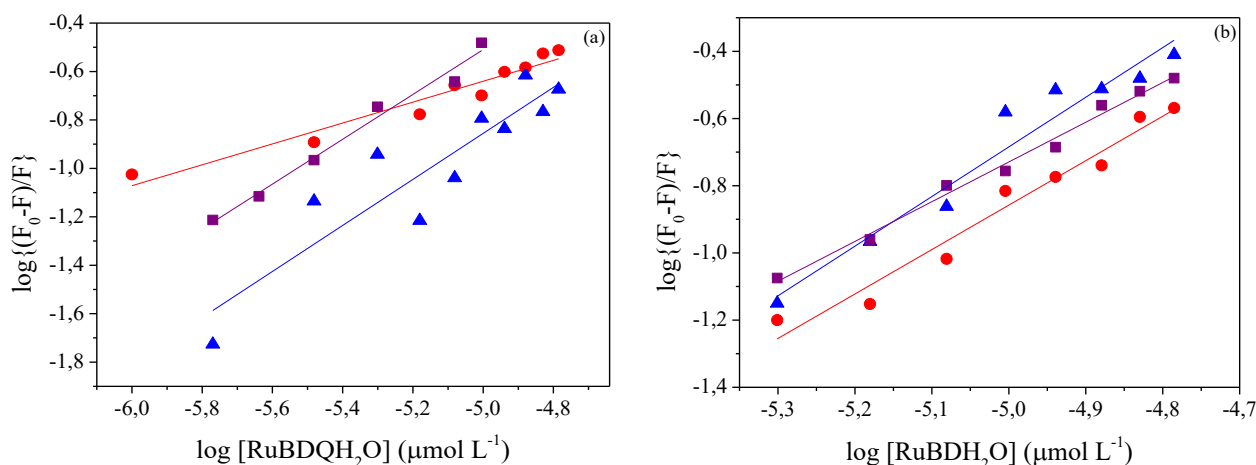 (a)
-0,4
-0,6
-0,8
-1,0
-1,2
-1,4
-1,6
-1,8
log{(F₀-F)/F}
-6,0 -5,8 -5,6 -5,4 -5,2 -5,0 -4,8
log [RuBDQH₂O] (μmol L⁻¹)
(b)
-0,4
-0,6
-0,8
-1,0
-1,2
-1,4
log{(F₀-F)/F}
-5,3 -5,2 -5,1 -5,0 -4,9 -4,8 -4,7
log [RuBDH₂O] (μmol L⁻¹)